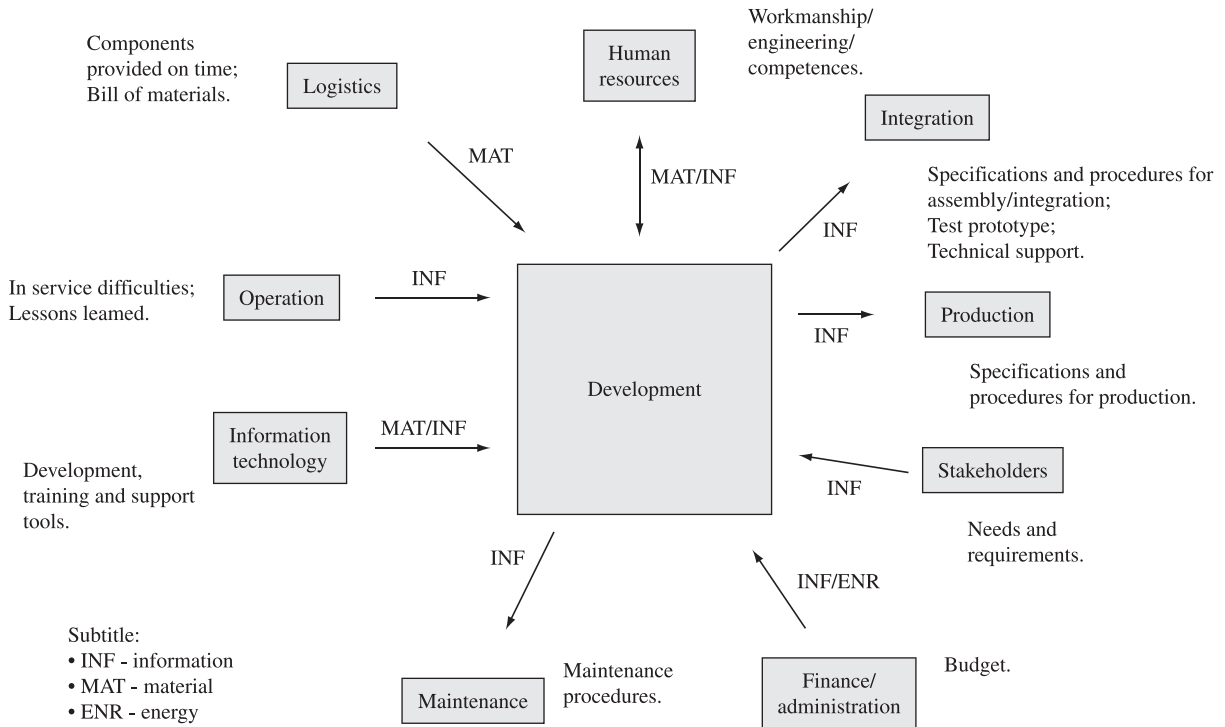 Components
provided on time;
Bill of materials.
Logistics
Human
resources
Workmanship/
engineering/
competences.
Integration
MAT
MAT/INF
INF
Specifications and procedures for
assembly/integration;
Test prototype;
Technical support.
In service difficulties;
Lessons leamed.
Operation
INF
Development
INF
Production
Specifications and
procedures for production.
Information
technology
MAT/INF
Development,
training and support
tools.
Stakeholders
INF
Needs and
requirements.
INF
INF/ENR
Subtitle:
• INF - information
• MAT - material
• ENR - energy
Maintenance
Maintenance
procedures.
Finance/
administration
Budget.